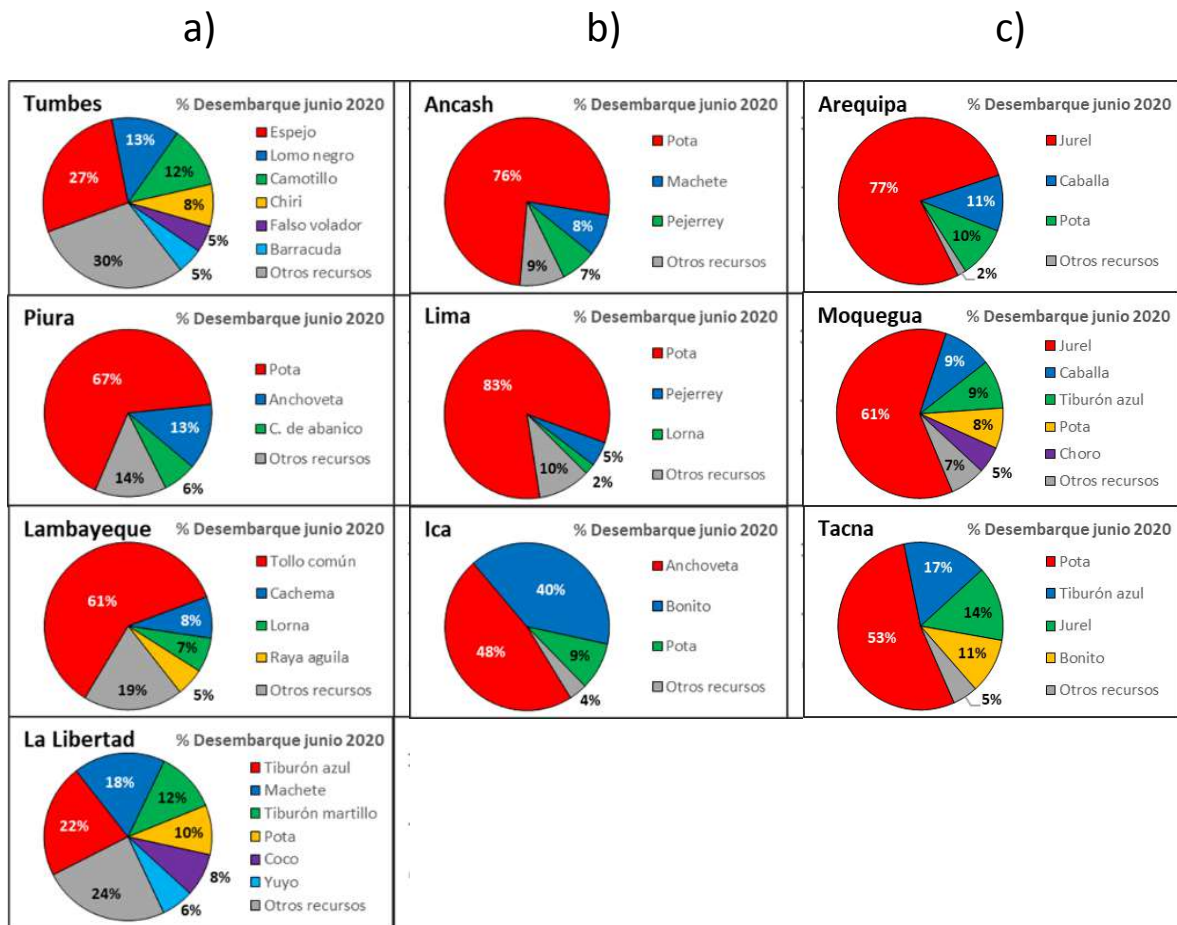 a)
b)
c)
Tumbes % Desembarque junio 2020
Espejo
Lomo negro
Camotillo
Chiri
Falso volador
Barracuda
Otros recursos
27%
13%
12%
8%
5%
5%
30%
Piura % Desembarque junio 2020
Pota
Anchoveta
C. de abanico
Otros recursos
67%
13%
6%
14%
Lambayeque % Desembarque junio 2020
Tollo común
Cachema
Lorna
Raya aguila
Otros recursos
61%
8%
7%
5%
19%
La Libertad % Desembarque junio 2020
Tiburón azul
Machete
Tiburón martillo
Pota
Coco
Yuyo
Otros recursos
22%
18%
12%
10%
8%
6%
24%
Ancash % Desembarque junio 2020
Pota
Machete
Pejerrey
Otros recursos
76%
8%
7%
9%
Lima % Desembarque junio 2020
Pota
Pejerrey
Lorna
Otros recursos
83%
5%
2%
10%
Ica % Desembarque junio 2020
Anchoveta
Bonito
Pota
Otros recursos
48%
40%
9%
4%
Arequipa % Desembarque junio 2020
Jurel
Caballa
Pota
Otros recursos
77%
11%
10%
2%
Moquegua % Desembarque junio 2020
Jurel
Caballa
Tiburón azul
Pota
Choro
Otros recursos
61%
9%
9%
8%
5%
7%
Tacna % Desembarque junio 2020
Pota
Tiburón azul
Jurel
Bonito
Otros recursos
53%
17%
14%
11%
5%